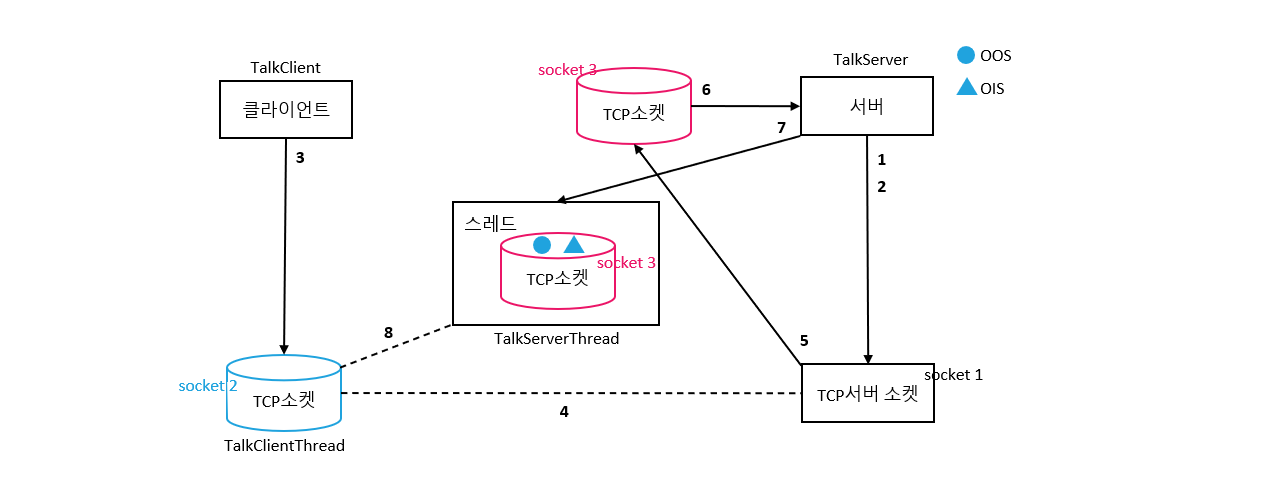 TalkClient
클라이언트
3
socket 3
TCP소켓
6
TalkServer
서버
7
1
2
OOS
OIS
스레드
TCP소켓
socket 3
TalkServerThread
8
socket 2
TCP소켓
TalkClientThread
4
5
TCP서버 소켓
socket 1